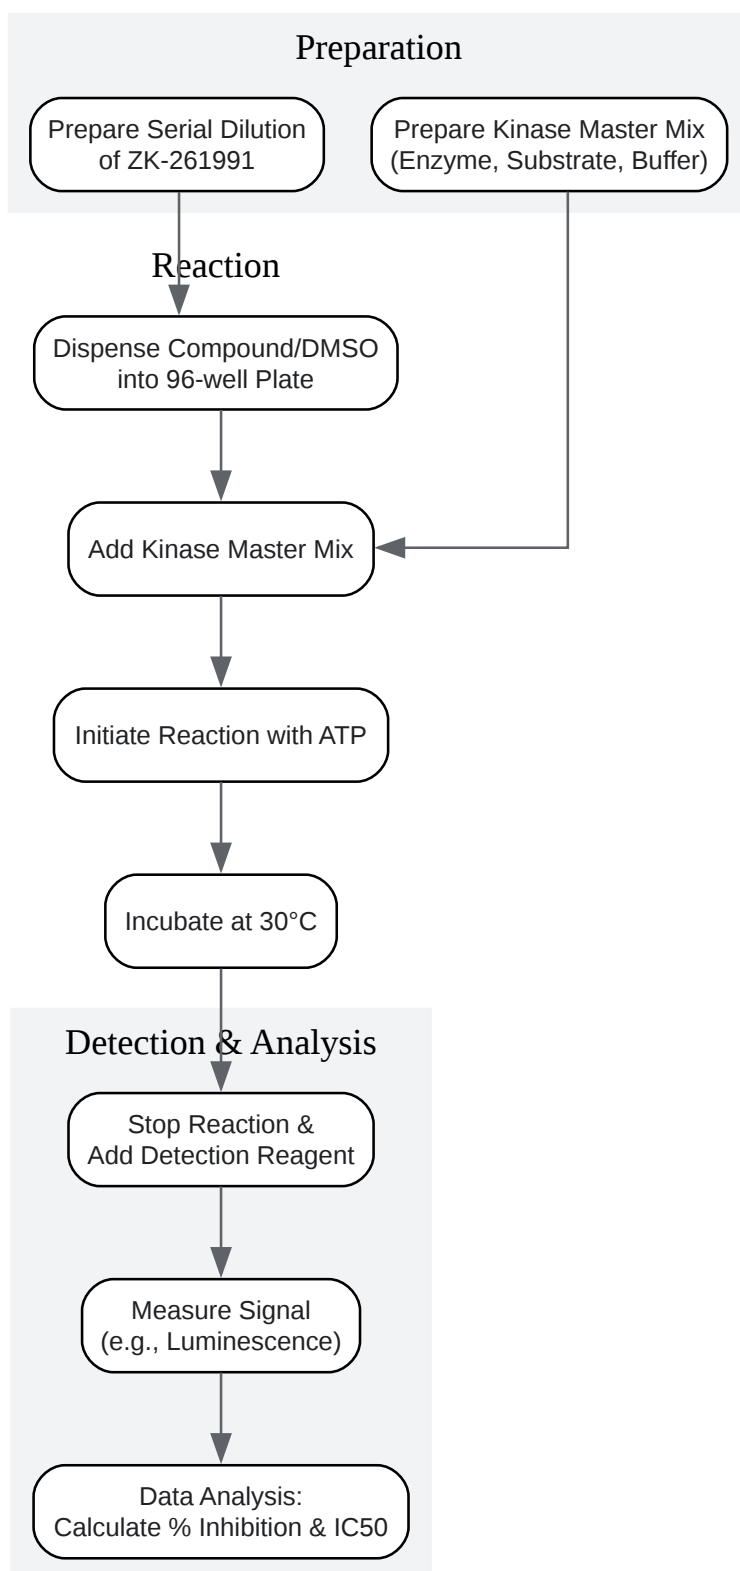 Preparation
Prepare Serial Dilution
of ZK-261991
Prepare Kinase Master Mix
(Enzyme, Substrate, Buffer)
Reaction
Dispense Compound/DMSO
into 96-well Plate
Add Kinase Master Mix
Initiate Reaction with ATP
Incubate at 30°C
Detection & Analysis
Stop Reaction &
Add Detection Reagent
Measure Signal
(e.g., Luminescence)
Data Analysis:
Calculate % Inhibition & IC50